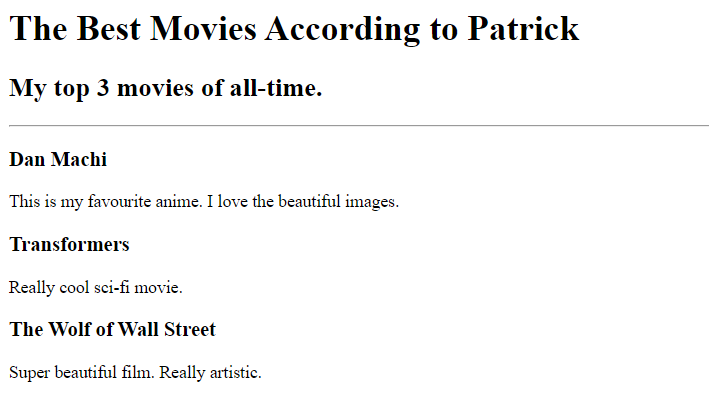 The Best Movies According to Patrick
My top 3 movies of all-time.
Dan Machi
This is my favourite anime. I love the beautiful images.
Transformers
Really cool sci-fi movie.
The Wolf of Wall Street
Super beautiful film. Really artistic.